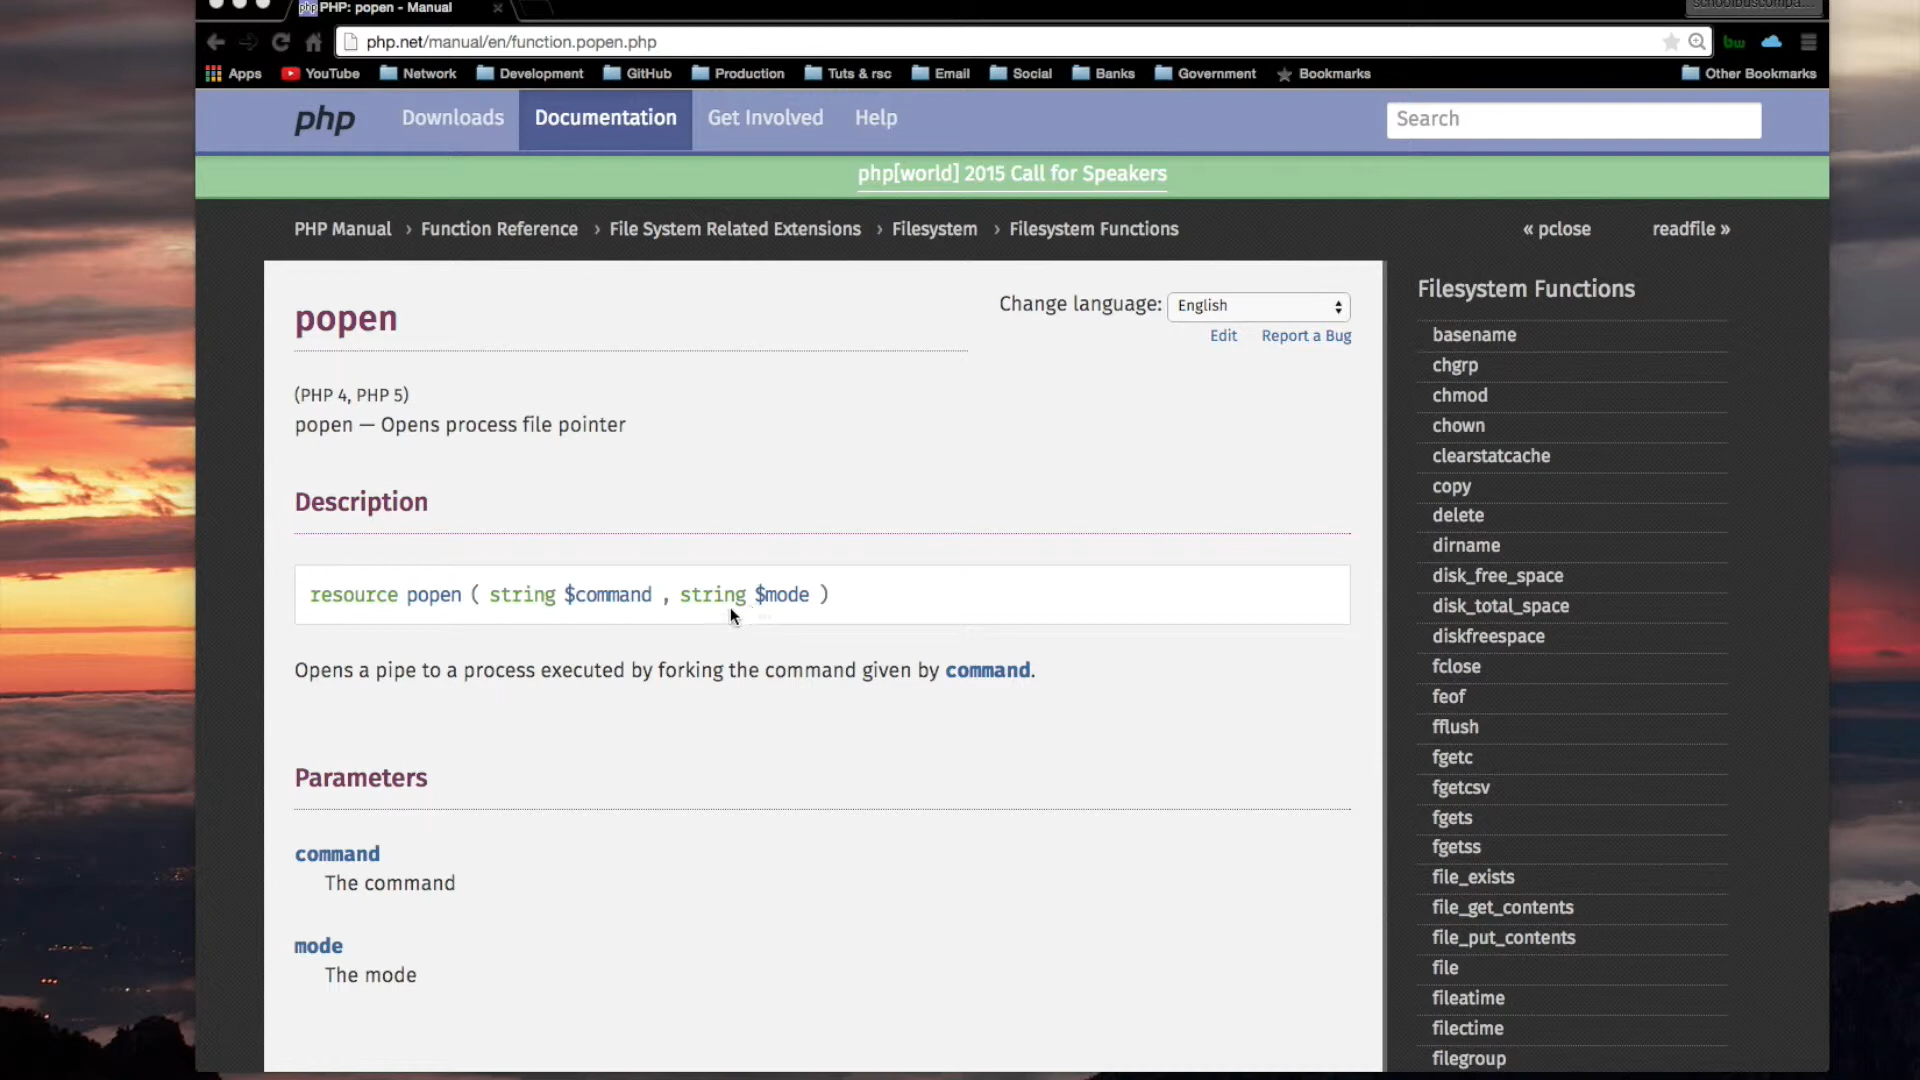 PHP: popen - Manual
php.net/manual/en/function.popen.php
Apps YouTube Network Development GitHub Production Tuts & rsc Email Social Banks Government Bookmarks Other Bookmarks
php Downloads Documentation Get Involved Help Search
php[world] 2015 Call for Speakers
PHP Manual › Function Reference › File System Related Extensions › Filesystem › Filesystem Functions « pclose readfile »
popen
Change language: English
Edit Report a Bug
(PHP 4, PHP 5)
popen — Opens process file pointer
Description
resource popen ( string $command , string $mode )
Opens a pipe to a process executed by forking the command given by command.
Parameters
command
The command
mode
The mode
Filesystem Functions
basename
chgrp
chmod
chown
clearstatcache
copy
delete
dirname
disk_free_space
disk_total_space
diskfreespace
fclose
feof
fflush
fgetc
fgetcsv
fgets
fgetss
file_exists
file_get_contents
file_put_contents
file
fileatime
filectime
filegroup